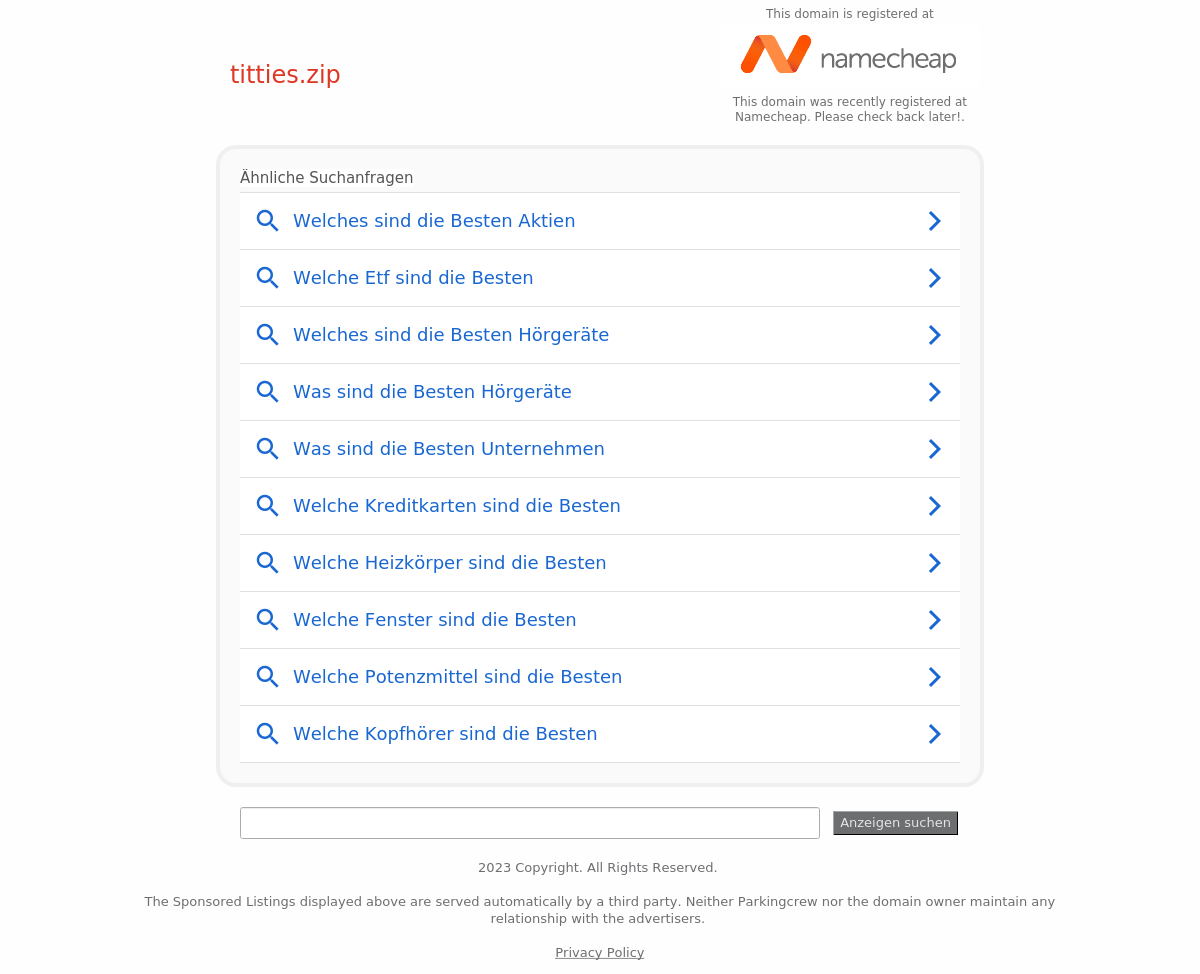 This domain is registered at
namecheap
titties.zip
This domain was recently registered at
Namecheap. Please check back later!.
Ähnliche Suchanfragen
Welches sind die Besten Aktien
Welche Etf sind die Besten
Welches sind die Besten Hörgeräte
Was sind die Besten Hörgeräte
Was sind die Besten Unternehmen
Welche Kreditkarten sind die Besten
Welche Heizkörper sind die Besten
Welche Fenster sind die Besten
Welche Potenzmittel sind die Besten
Welche Kopfhörer sind die Besten
Anzeigen suchen
2023 Copyright. All Rights Reserved.
The Sponsored Listings displayed above are served automatically by a third party. Neither Parkingcrew nor the domain owner maintain any
relationship with the advertisers.
Privacy Policy